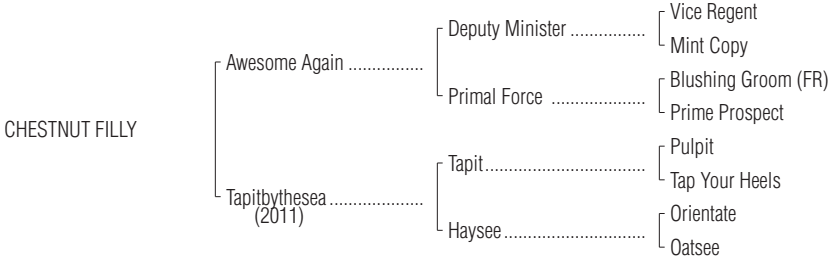 Vice Regent
Deputy Minister ................
Mint Copy
Awesome Again ................
Blushing Groom (FR)
Primal Force ....................
Prime Prospect
CHESTNUT FILLY
Pulpit
Tapit..................................
Tap Your Heels
Tapitbythesea ....................
(2011)
Orientate
Haysee..............................
Oatsee